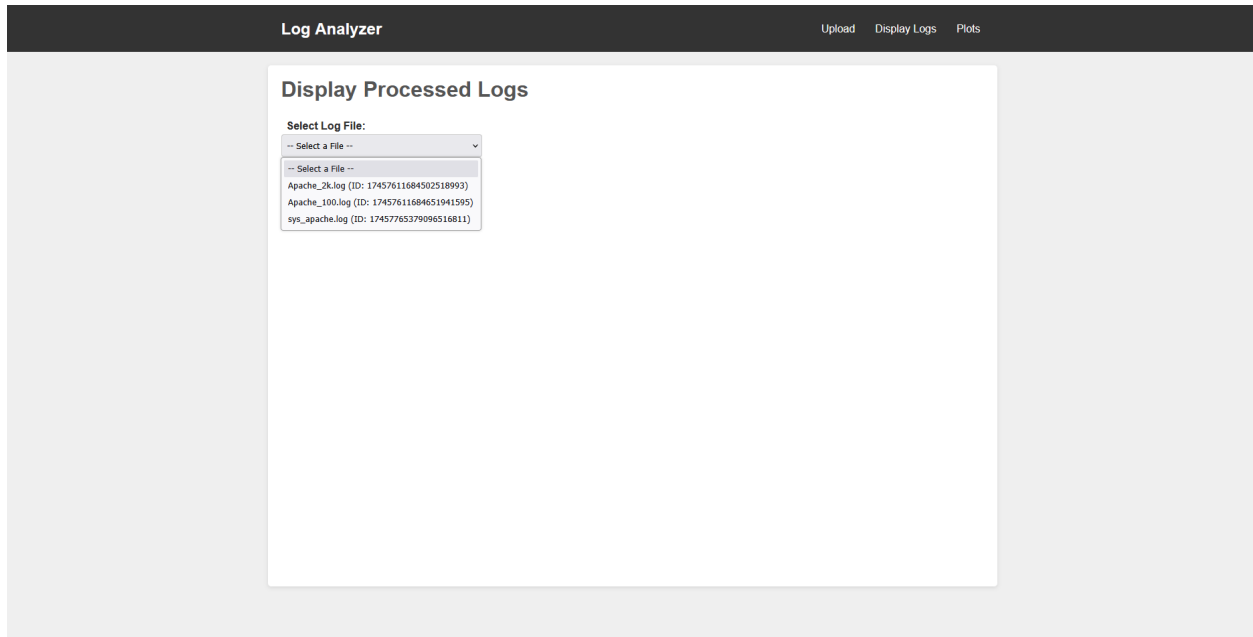 Log Analyzer
Upload Display Logs Plots
Display Processed Logs
Select Log File:
-- Select a File --
-- Select a File --
Apache_2k.log (ID: 17457611684502518993)
Apache_100.log (ID: 17457611684651941595)
sys_apache.log (ID: 17457765379096516811)